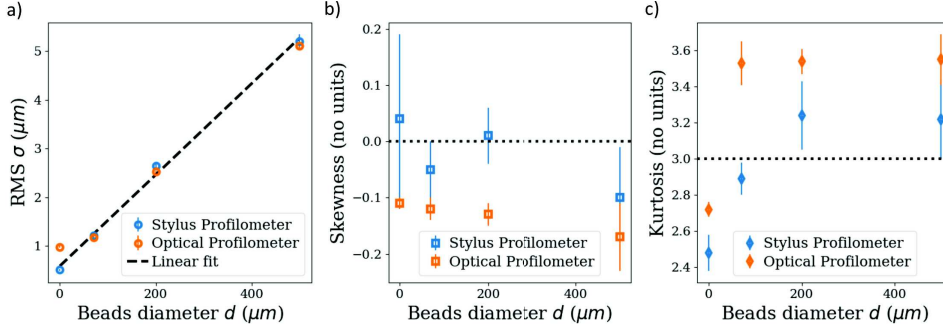 a)
RMS σ (μm)
5
4
3
2
1
0
200
400
Beads diameter d (μm)
Stylus Profilometer
Optical Profilometer
Linear fit
b)
Skewness (no units)
0.2
0.1
0.0
−0.1
−0.2
0
200
400
Beads diameter d (μm)
Stylus Profilometer
Optical Profilometer
c)
Kurtosis (no units)
3.6
3.4
3.2
3.0
2.8
2.6
2.4
0
200
400
Beads diameter d (μm)
Stylus Profilometer
Optical Profilometer